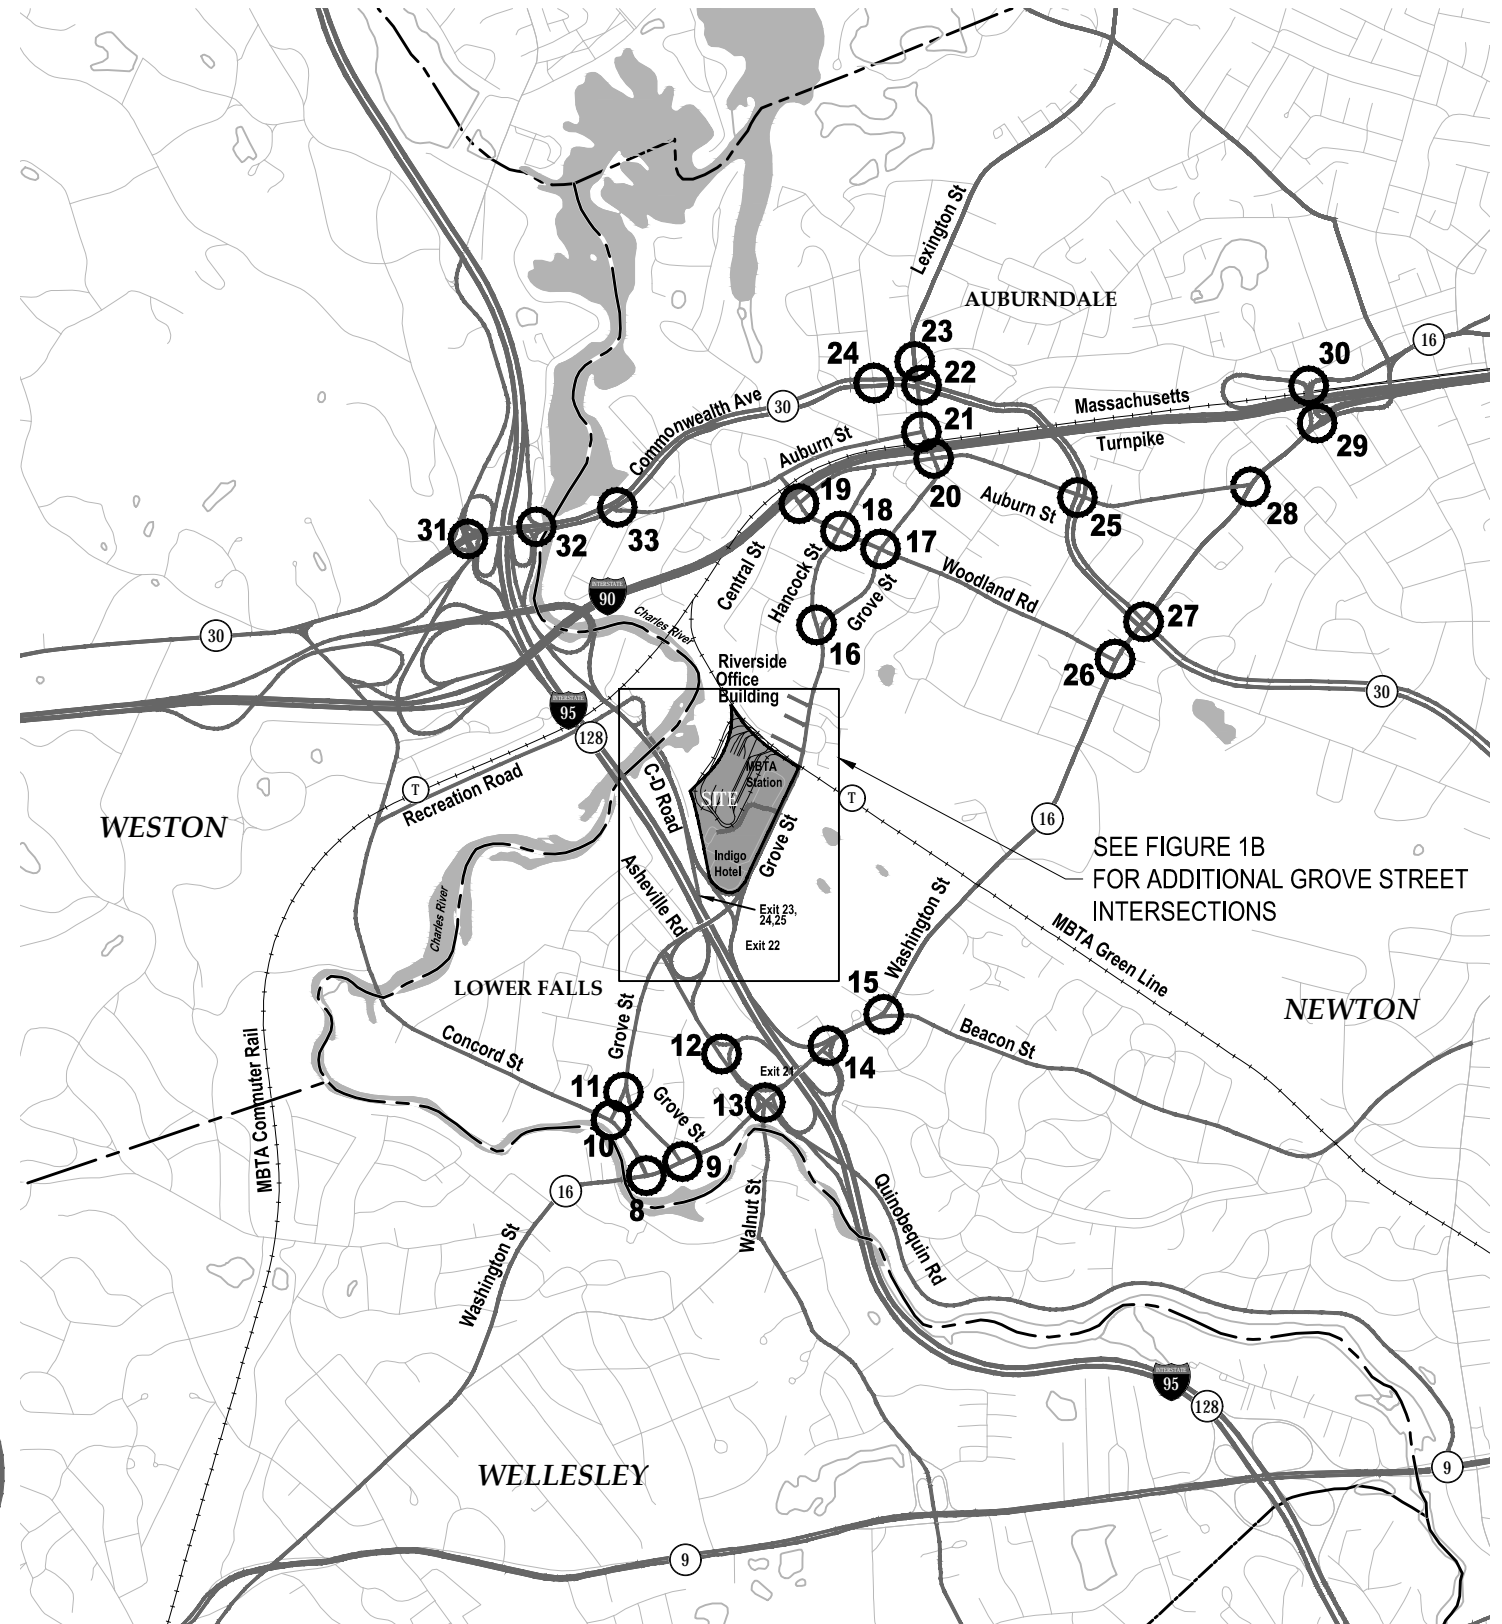 Lexington St
AUBURNDALE
23
30
16
24
22
Massachusetts
Commonwealth Ave
30
21
Turnpike
29
Auburn St
19
20
Auburn St
28
18
25
31
32
33
17
INTERSTATE
90
Central St
Hancock St
Grove St
Woodland Rd
Charles River
27
30
16
26
Riverside
Office
Building
30
INTERSTATE
95
128
MBTA
Station
T
Recreation Road
C-D Road
SITE
T
WESTON
16
Grove St
SEE FIGURE 1B
FOR ADDITIONAL GROVE STREET
INTERSECTIONS
Indigo
Hotel
Asheville Rd
Exit 23,
24,25
Charles River
Exit 22
Washington St
MBTA Green Line
LOWER FALLS
15
NEWTON
Grove St
Concord St
12
Beacon St
14
MBTA Commuter Rail
11
Exit 21
Grove St
13
10
9
16
8
Walnut St
Quinobequin Rd
Washington St
INTERSTATE
95
128
WELLESLEY
9
9